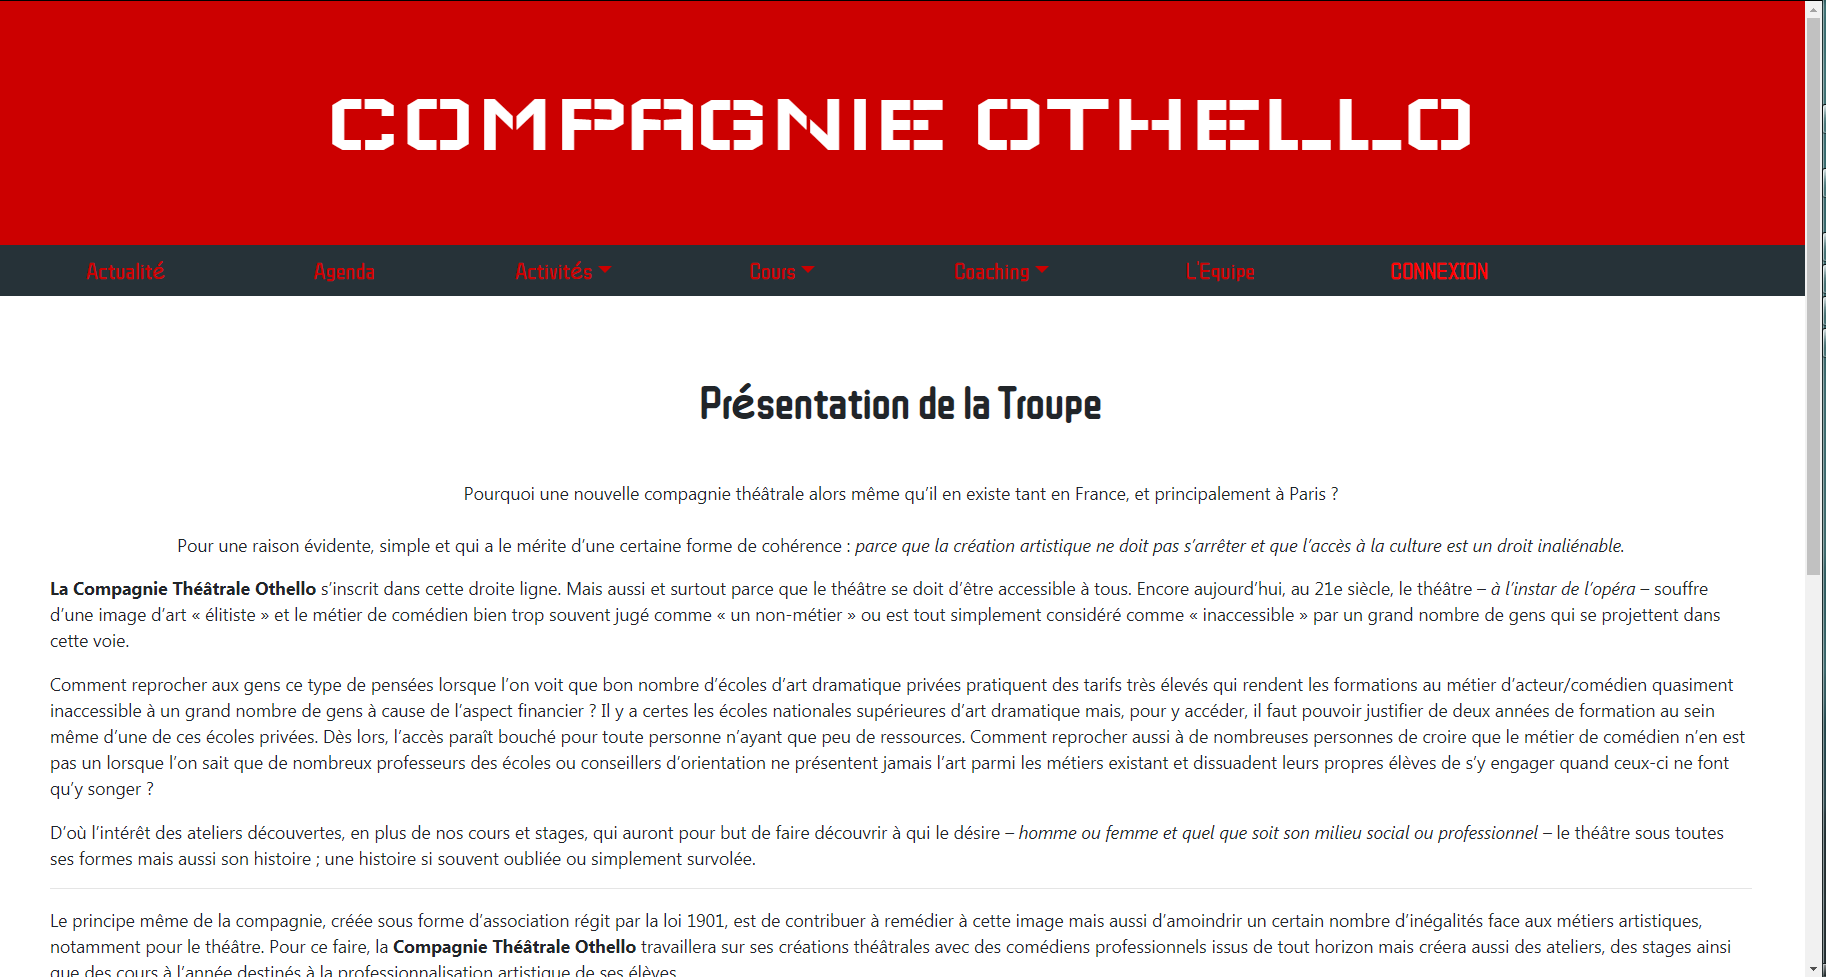 COMPAGNIE OTHELLO
Actualité Agenda Activités Cours Coaching L'Equipe CONNEXION
Présentation de la Troupe
Pourquoi une nouvelle compagnie théâtrale alors même qu’il en existe tant en France, et principalement à Paris ?
Pour une raison évidente, simple et qui a le mérite d’une certaine forme de cohérence : parce que la création artistique ne doit pas s’arrêter et que l’accès à la culture est un droit inaliénable.
La Compagnie Théâtrale Othello s’inscrit dans cette droite ligne. Mais aussi et surtout parce que le théâtre se doit d’être accessible à tous. Encore aujourd’hui, au 21e siècle, le théâtre – à l’instar de l’opéra – souffre
d’une image d’art « élitiste » et le métier de comédien bien trop souvent jugé comme « un non-métier » ou est tout simplement considéré comme « inaccessible » par un grand nombre de gens qui se projettent dans
cette voie.
Comment reprocher aux gens ce type de pensées lorsque l’on voit que bon nombre d’écoles d’art dramatique privées pratiquent des tarifs très élevés qui rendent les formations au métier d’acteur/comédien quasiment
inaccessible à un grand nombre de gens à cause de l’aspect financier ? Il y a certes les écoles nationales supérieures d’art dramatique mais, pour y accéder, il faut pouvoir justifier de deux années de formation au sein
même d’une de ces écoles privées. Dès lors, l’accès paraît bouché pour toute personne n’ayant que peu de ressources. Comment reprocher aussi à de nombreuses personnes de croire que le métier de comédien n’en est
pas un lorsque l’on sait que de nombreux professeurs des écoles ou conseillers d’orientation ne présentent jamais l’art parmi les métiers existant et dissuadent leurs propres élèves de s’y engager quand ceux-ci ne font
qu’y songer ?
D’où l’intérêt des ateliers découvertes, en plus de nos cours et stages, qui auront pour but de faire découvrir à qui le désire – homme ou femme et quel que soit son milieu social ou professionnel – le théâtre sous toutes
ses formes mais aussi son histoire ; une histoire si souvent oubliée ou simplement survolée.
Le principe même de la compagnie, créée sous forme d’association régit par la loi 1901, est de contribuer à remédier à cette image mais aussi d’amoindrir un certain nombre d’inégalités face aux métiers artistiques,
notamment pour le théâtre. Pour ce faire, la Compagnie Théâtrale Othello travaillera sur ses créations théâtrales avec des comédiens professionnels issus de tout horizon mais créera aussi des ateliers, des stages ainsi
que des cours à l’année destinés à la professionnalisation artistique de ses élèves.